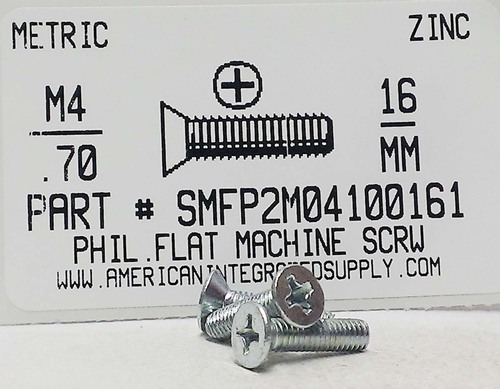 METRIC ZINC
M4 16
.70 MM
PART # SMFP2M04100161
PHIL.FLAT MACHINE SCRW
WWW.AMERICANINTEGRATEDSUPPLY.COM